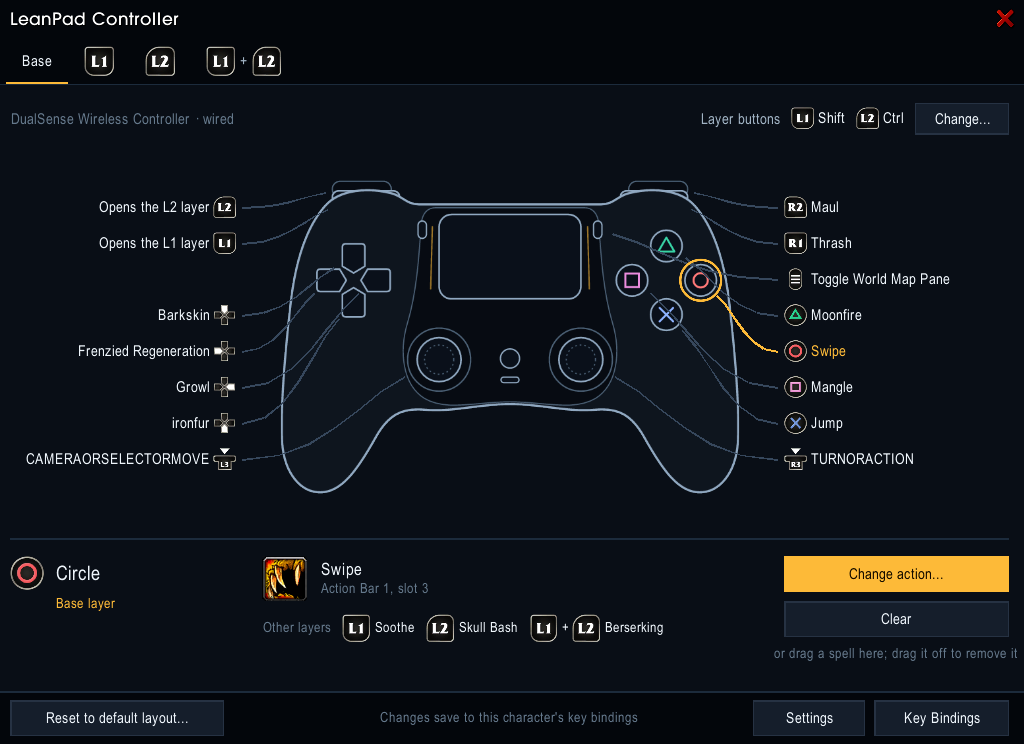 LeanPad Controller
Base L1 L2 L1 + L2
DualSense Wireless Controller · wired
Layer buttons L1 Shift L2 Ctrl Change...
Opens the L2 layer L2
R2 Maul
Opens the L1 layer L1
R1 Thrash
Toggle World Map Pane
Barkskin
Moonfire
Frenzied Regeneration
Swipe
Growl
Mangle
ironfur
Jump
CAMERAORSELECTORMOVE L3
R3 TURNORACTION
Circle
Base layer
Swipe
Action Bar 1, slot 3
Other layers L1 Soothe L2 Skull Bash L1 + L2 Berserking
Change action...
Clear
or drag a spell here; drag it off to remove it
Reset to default layout...
Changes save to this character's key bindings
Settings
Key Bindings